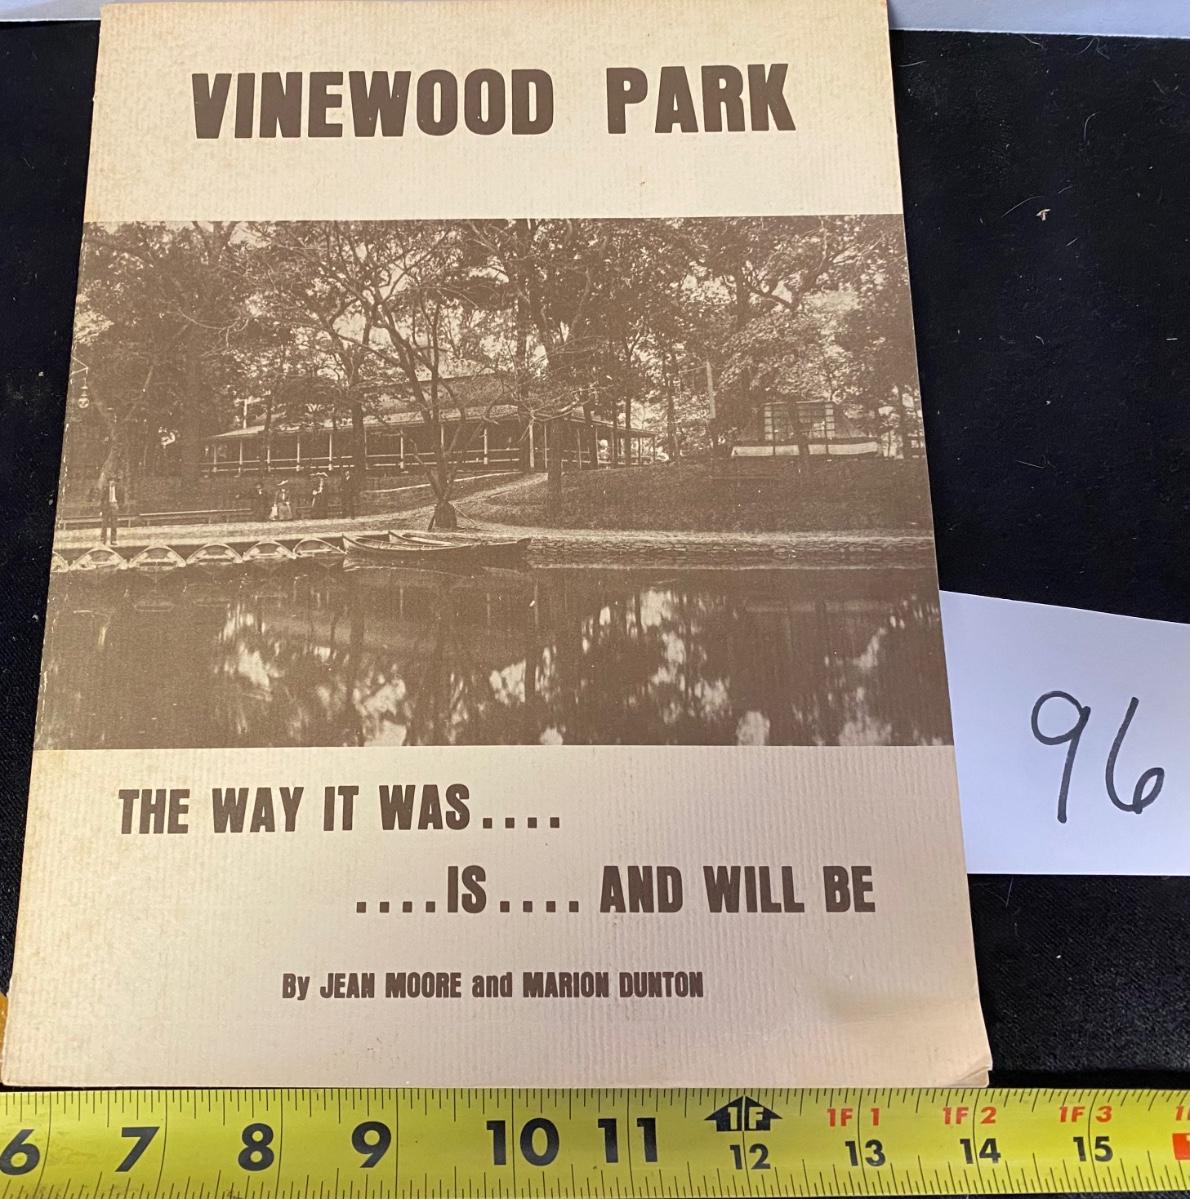 VINEWOOD PARK
THE WAY IT WAS....
....IS.... AND WILL BE
By JEAN MOORE and MARION DUNTON
96
1F 1F 1 1F 2 1F 3
6 7 8 9 10 11 12 13 14 15